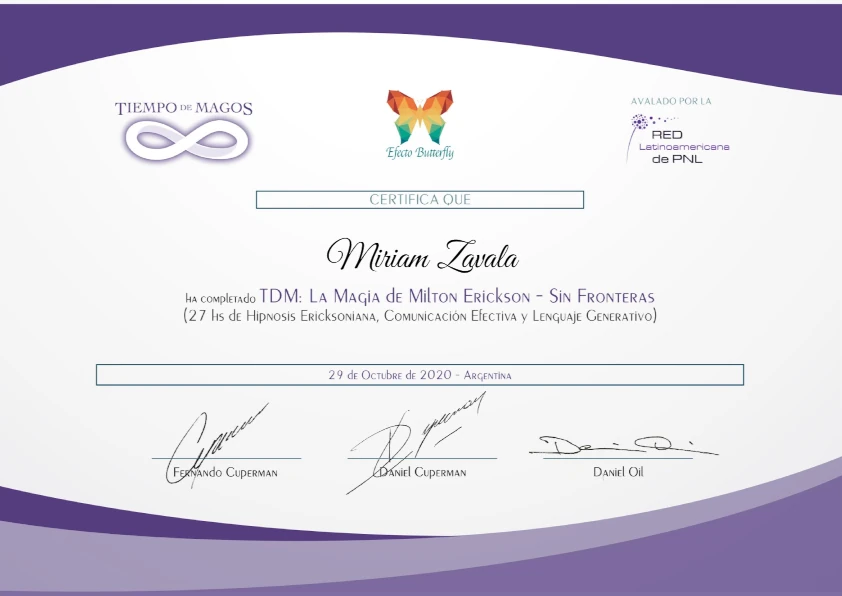 TIEMPO DE MAGOS
Efecto Butterfly
AVALADO POR LA
RED
Latinoamericana
de PNL
CERTIFICA QUE
Miriam Zavala
HA COMPLETADO TDM: LA MAGIA DE MILTON ERICKSON - SIN FRONTERAS
(27 HS DE HIPNOSIS ERICKSONIANA, COMUNICACIÓN EFECTIVA Y LENGUAJE GENERATIVO)
29 DE OCTUBRE DE 2020 - ARGENTINA
FERNANDO CUPERMAN
DANIEL CUPERMAN
DANIEL OIL